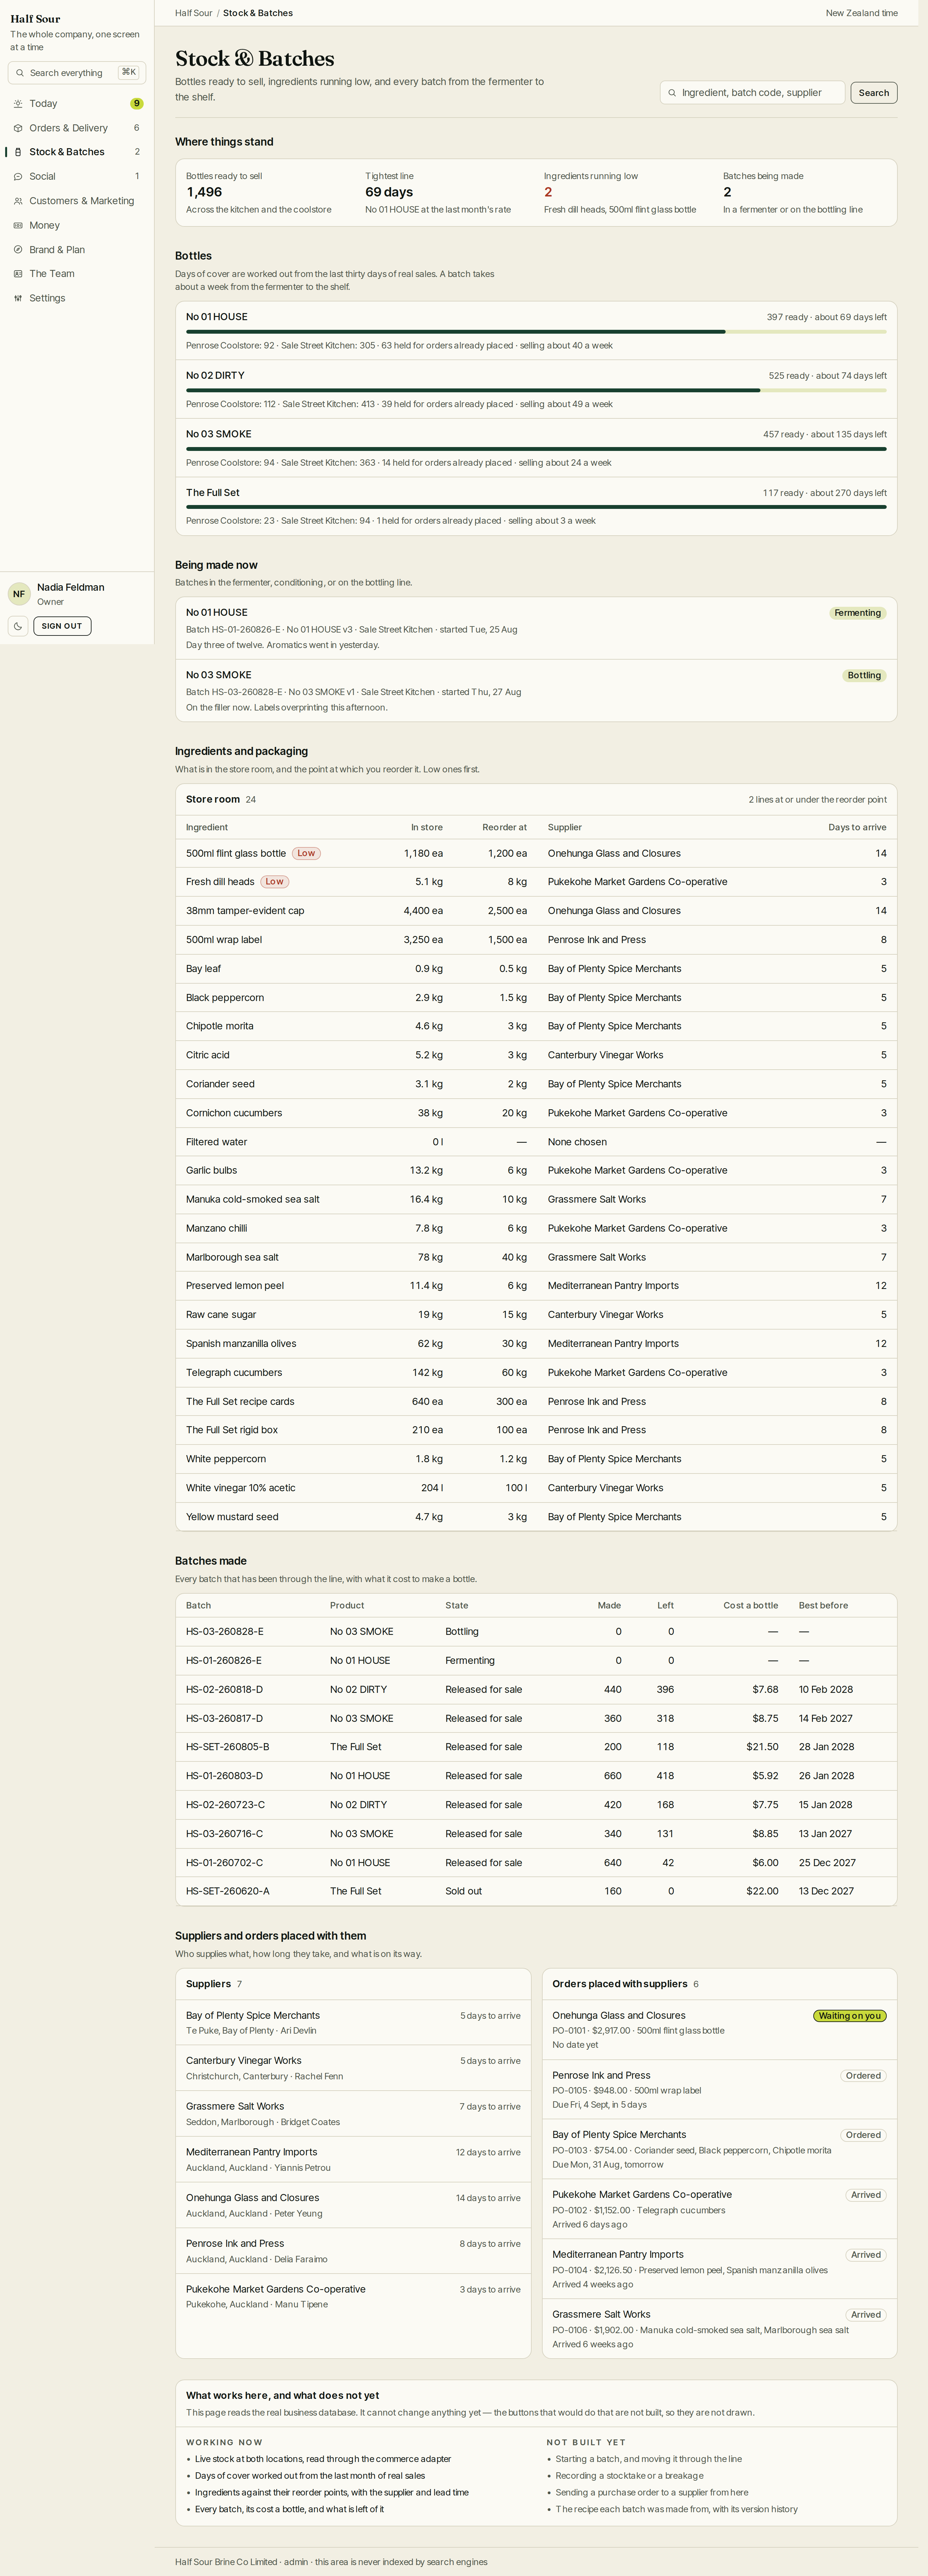 Half Sour
The whole company, one screen
at a time
Search everything ⌘K
Today 9
Orders & Delivery 6
Stock & Batches 2
Social 1
Customers & Marketing
Money
Brand & Plan
The Team
Settings
NF
Nadia Feldman
Owner
SIGN OUT
Half Sour / Stock & Batches
New Zealand time
Stock & Batches
Bottles ready to sell, ingredients running low, and every batch from the fermenter to
the shelf.
Ingredient, batch code, supplier
Search
Where things stand
Bottles ready to sell
1,496
Across the kitchen and the coolstore
Tightest line
69 days
No 01 HOUSE at the last month's rate
Ingredients running low
2
Fresh dill heads, 500ml flint glass bottle
Batches being made
2
In a fermenter or on the bottling line
Bottles
Days of cover are worked out from the last thirty days of real sales. A batch takes
about a week from the fermenter to the shelf.
No 01 HOUSE 397 ready · about 69 days left
Penrose Coolstore: 92 · Sale Street Kitchen: 305 · 63 held for orders already placed · selling about 40 a week
No 02 DIRTY 525 ready · about 74 days left
Penrose Coolstore: 112 · Sale Street Kitchen: 413 · 39 held for orders already placed · selling about 49 a week
No 03 SMOKE 457 ready · about 135 days left
Penrose Coolstore: 94 · Sale Street Kitchen: 363 · 14 held for orders already placed · selling about 24 a week
The Full Set 117 ready · about 270 days left
Penrose Coolstore: 23 · Sale Street Kitchen: 94 · 1 held for orders already placed · selling about 3 a week
Being made now
Batches in the fermenter, conditioning, or on the bottling line.
No 01 HOUSE Fermenting
Batch HS-01-260826-E · No 01 HOUSE v3 · Sale Street Kitchen · started Tue, 25 Aug
Day three of twelve. Aromatics went in yesterday.
No 03 SMOKE Bottling
Batch HS-03-260828-E · No 03 SMOKE v1 · Sale Street Kitchen · started Thu, 27 Aug
On the filler now. Labels overprinting this afternoon.
Ingredients and packaging
What is in the store room, and the point at which you reorder it. Low ones first.
Store room 24 2 lines at or under the reorder point
Ingredient In store Reorder at Supplier Days to arrive
500ml flint glass bottle Low 1,180 ea 1,200 ea Onehunga Glass and Closures 14
Fresh dill heads Low 5.1 kg 8 kg Pukekohe Market Gardens Co-operative 3
38mm tamper-evident cap 4,400 ea 2,500 ea Onehunga Glass and Closures 14
500ml wrap label 3,250 ea 1,500 ea Penrose Ink and Press 8
Bay leaf 0.9 kg 0.5 kg Bay of Plenty Spice Merchants 5
Black peppercorn 2.9 kg 1.5 kg Bay of Plenty Spice Merchants 5
Chipotle morita 4.6 kg 3 kg Bay of Plenty Spice Merchants 5
Citric acid 5.2 kg 3 kg Canterbury Vinegar Works 5
Coriander seed 3.1 kg 2 kg Bay of Plenty Spice Merchants 5
Cornichon cucumbers 38 kg 20 kg Pukekohe Market Gardens Co-operative 3
Filtered water 0 l — None chosen —
Garlic bulbs 13.2 kg 6 kg Pukekohe Market Gardens Co-operative 3
Manuka cold-smoked sea salt 16.4 kg 10 kg Grassmere Salt Works 7
Manzano chilli 7.8 kg 6 kg Pukekohe Market Gardens Co-operative 3
Marlborough sea salt 78 kg 40 kg Grassmere Salt Works 7
Preserved lemon peel 11.4 kg 6 kg Mediterranean Pantry Imports 12
Raw cane sugar 19 kg 15 kg Canterbury Vinegar Works 5
Spanish manzanilla olives 62 kg 30 kg Mediterranean Pantry Imports 12
Telegraph cucumbers 142 kg 60 kg Pukekohe Market Gardens Co-operative 3
The Full Set recipe cards 640 ea 300 ea Penrose Ink and Press 8
The Full Set rigid box 210 ea 100 ea Penrose Ink and Press 8
White peppercorn 1.8 kg 1.2 kg Bay of Plenty Spice Merchants 5
White vinegar 10% acetic 204 l 100 l Canterbury Vinegar Works 5
Yellow mustard seed 4.7 kg 3 kg Bay of Plenty Spice Merchants 5
Batches made
Every batch that has been through the line, with what it cost to make a bottle.
Batch Product State Made Left Cost a bottle Best before
HS-03-260828-E No 03 SMOKE Bottling 0 0 — —
HS-01-260826-E No 01 HOUSE Fermenting 0 0 — —
HS-02-260818-D No 02 DIRTY Released for sale 440 396 $7.68 10 Feb 2028
HS-03-260817-D No 03 SMOKE Released for sale 360 318 $8.75 14 Feb 2027
HS-SET-260805-B The Full Set Released for sale 200 118 $21.50 28 Jan 2028
HS-01-260803-D No 01 HOUSE Released for sale 660 418 $5.92 26 Jan 2028
HS-02-260723-C No 02 DIRTY Released for sale 420 168 $7.75 15 Jan 2028
HS-03-260716-C No 03 SMOKE Released for sale 340 131 $8.85 13 Jan 2027
HS-01-260702-C No 01 HOUSE Released for sale 640 42 $6.00 25 Dec 2027
HS-SET-260620-A The Full Set Sold out 160 0 $22.00 13 Dec 2027
Suppliers and orders placed with them
Who supplies what, how long they take, and what is on its way.
Suppliers 7
Bay of Plenty Spice Merchants 5 days to arrive
Te Puke, Bay of Plenty · Ari Devlin
Canterbury Vinegar Works 5 days to arrive
Christchurch, Canterbury · Rachel Fenn
Grassmere Salt Works 7 days to arrive
Seddon, Marlborough · Bridget Coates
Mediterranean Pantry Imports 12 days to arrive
Auckland, Auckland · Yiannis Petrou
Onehunga Glass and Closures 14 days to arrive
Auckland, Auckland · Peter Yeung
Penrose Ink and Press 8 days to arrive
Auckland, Auckland · Delia Faraimo
Pukekohe Market Gardens Co-operative 3 days to arrive
Pukekohe, Auckland · Manu Tipene
Orders placed with suppliers 6
Onehunga Glass and Closures Waiting on you
PO-0101 · $2,917.00 · 500ml flint glass bottle
No date yet
Penrose Ink and Press Ordered
PO-0105 · $948.00 · 500ml wrap label
Due Fri, 4 Sept, in 5 days
Bay of Plenty Spice Merchants Ordered
PO-0103 · $754.00 · Coriander seed, Black peppercorn, Chipotle morita
Due Mon, 31 Aug, tomorrow
Pukekohe Market Gardens Co-operative Arrived
PO-0102 · $1,152.00 · Telegraph cucumbers
Arrived 6 days ago
Mediterranean Pantry Imports Arrived
PO-0104 · $2,126.50 · Preserved lemon peel, Spanish manzanilla olives
Arrived 4 weeks ago
Grassmere Salt Works Arrived
PO-0106 · $1,902.00 · Manuka cold-smoked sea salt, Marlborough sea salt
Arrived 6 weeks ago
What works here, and what does not yet
This page reads the real business database. It cannot change anything yet — the buttons that would do that are not built, so they are not drawn.
WORKING NOW
• Live stock at both locations, read through the commerce adapter
• Days of cover worked out from the last month of real sales
• Ingredients against their reorder points, with the supplier and lead time
• Every batch, its cost a bottle, and what is left of it
NOT BUILT YET
• Starting a batch, and moving it through the line
• Recording a stocktake or a breakage
• Sending a purchase order to a supplier from here
• The recipe each batch was made from, with its version history
Half Sour Brine Co Limited · admin · this area is never indexed by search engines